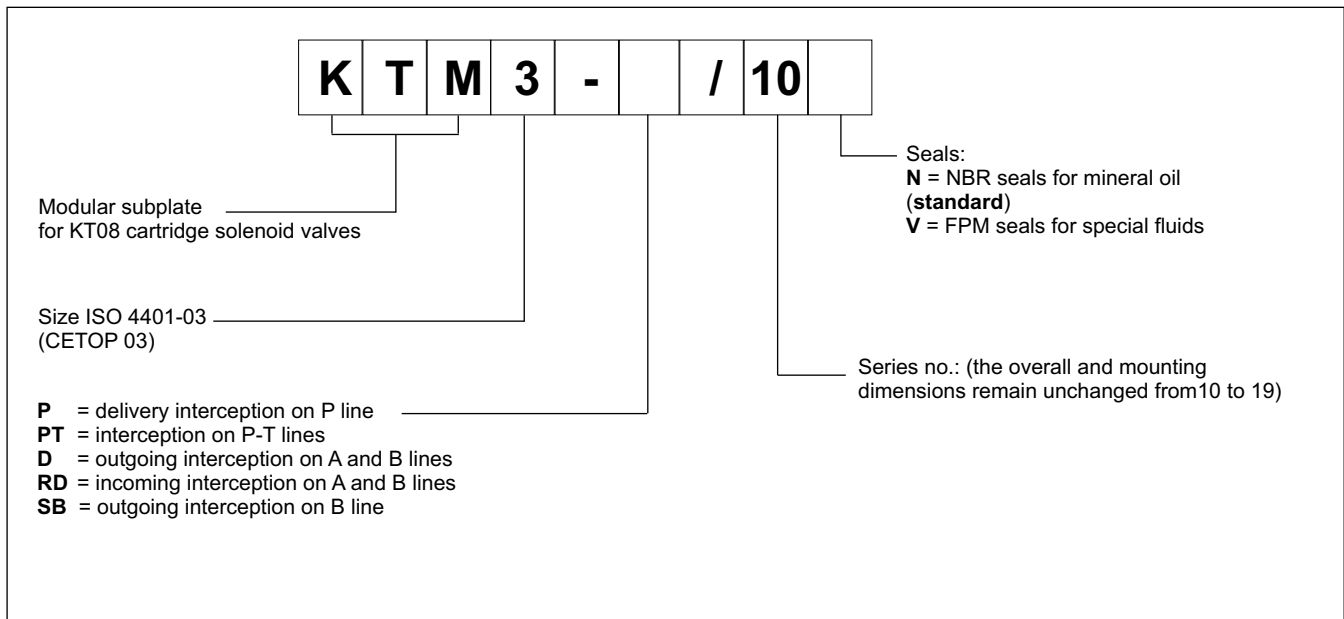 K T M 3 - / 10
Seals:
N = NBR seals for mineral oil
(standard)
V = FPM seals for special fluids
Modular subplate
for KT08 cartridge solenoid valves
Size ISO 4401-03
(CETOP 03)
Series no.: (the overall and mounting
dimensions remain unchanged from10 to 19)
P = delivery interception on P line
PT = interception on P-T lines
D = outgoing interception on A and B lines
RD = incoming interception on A and B lines
SB = outgoing interception on B line